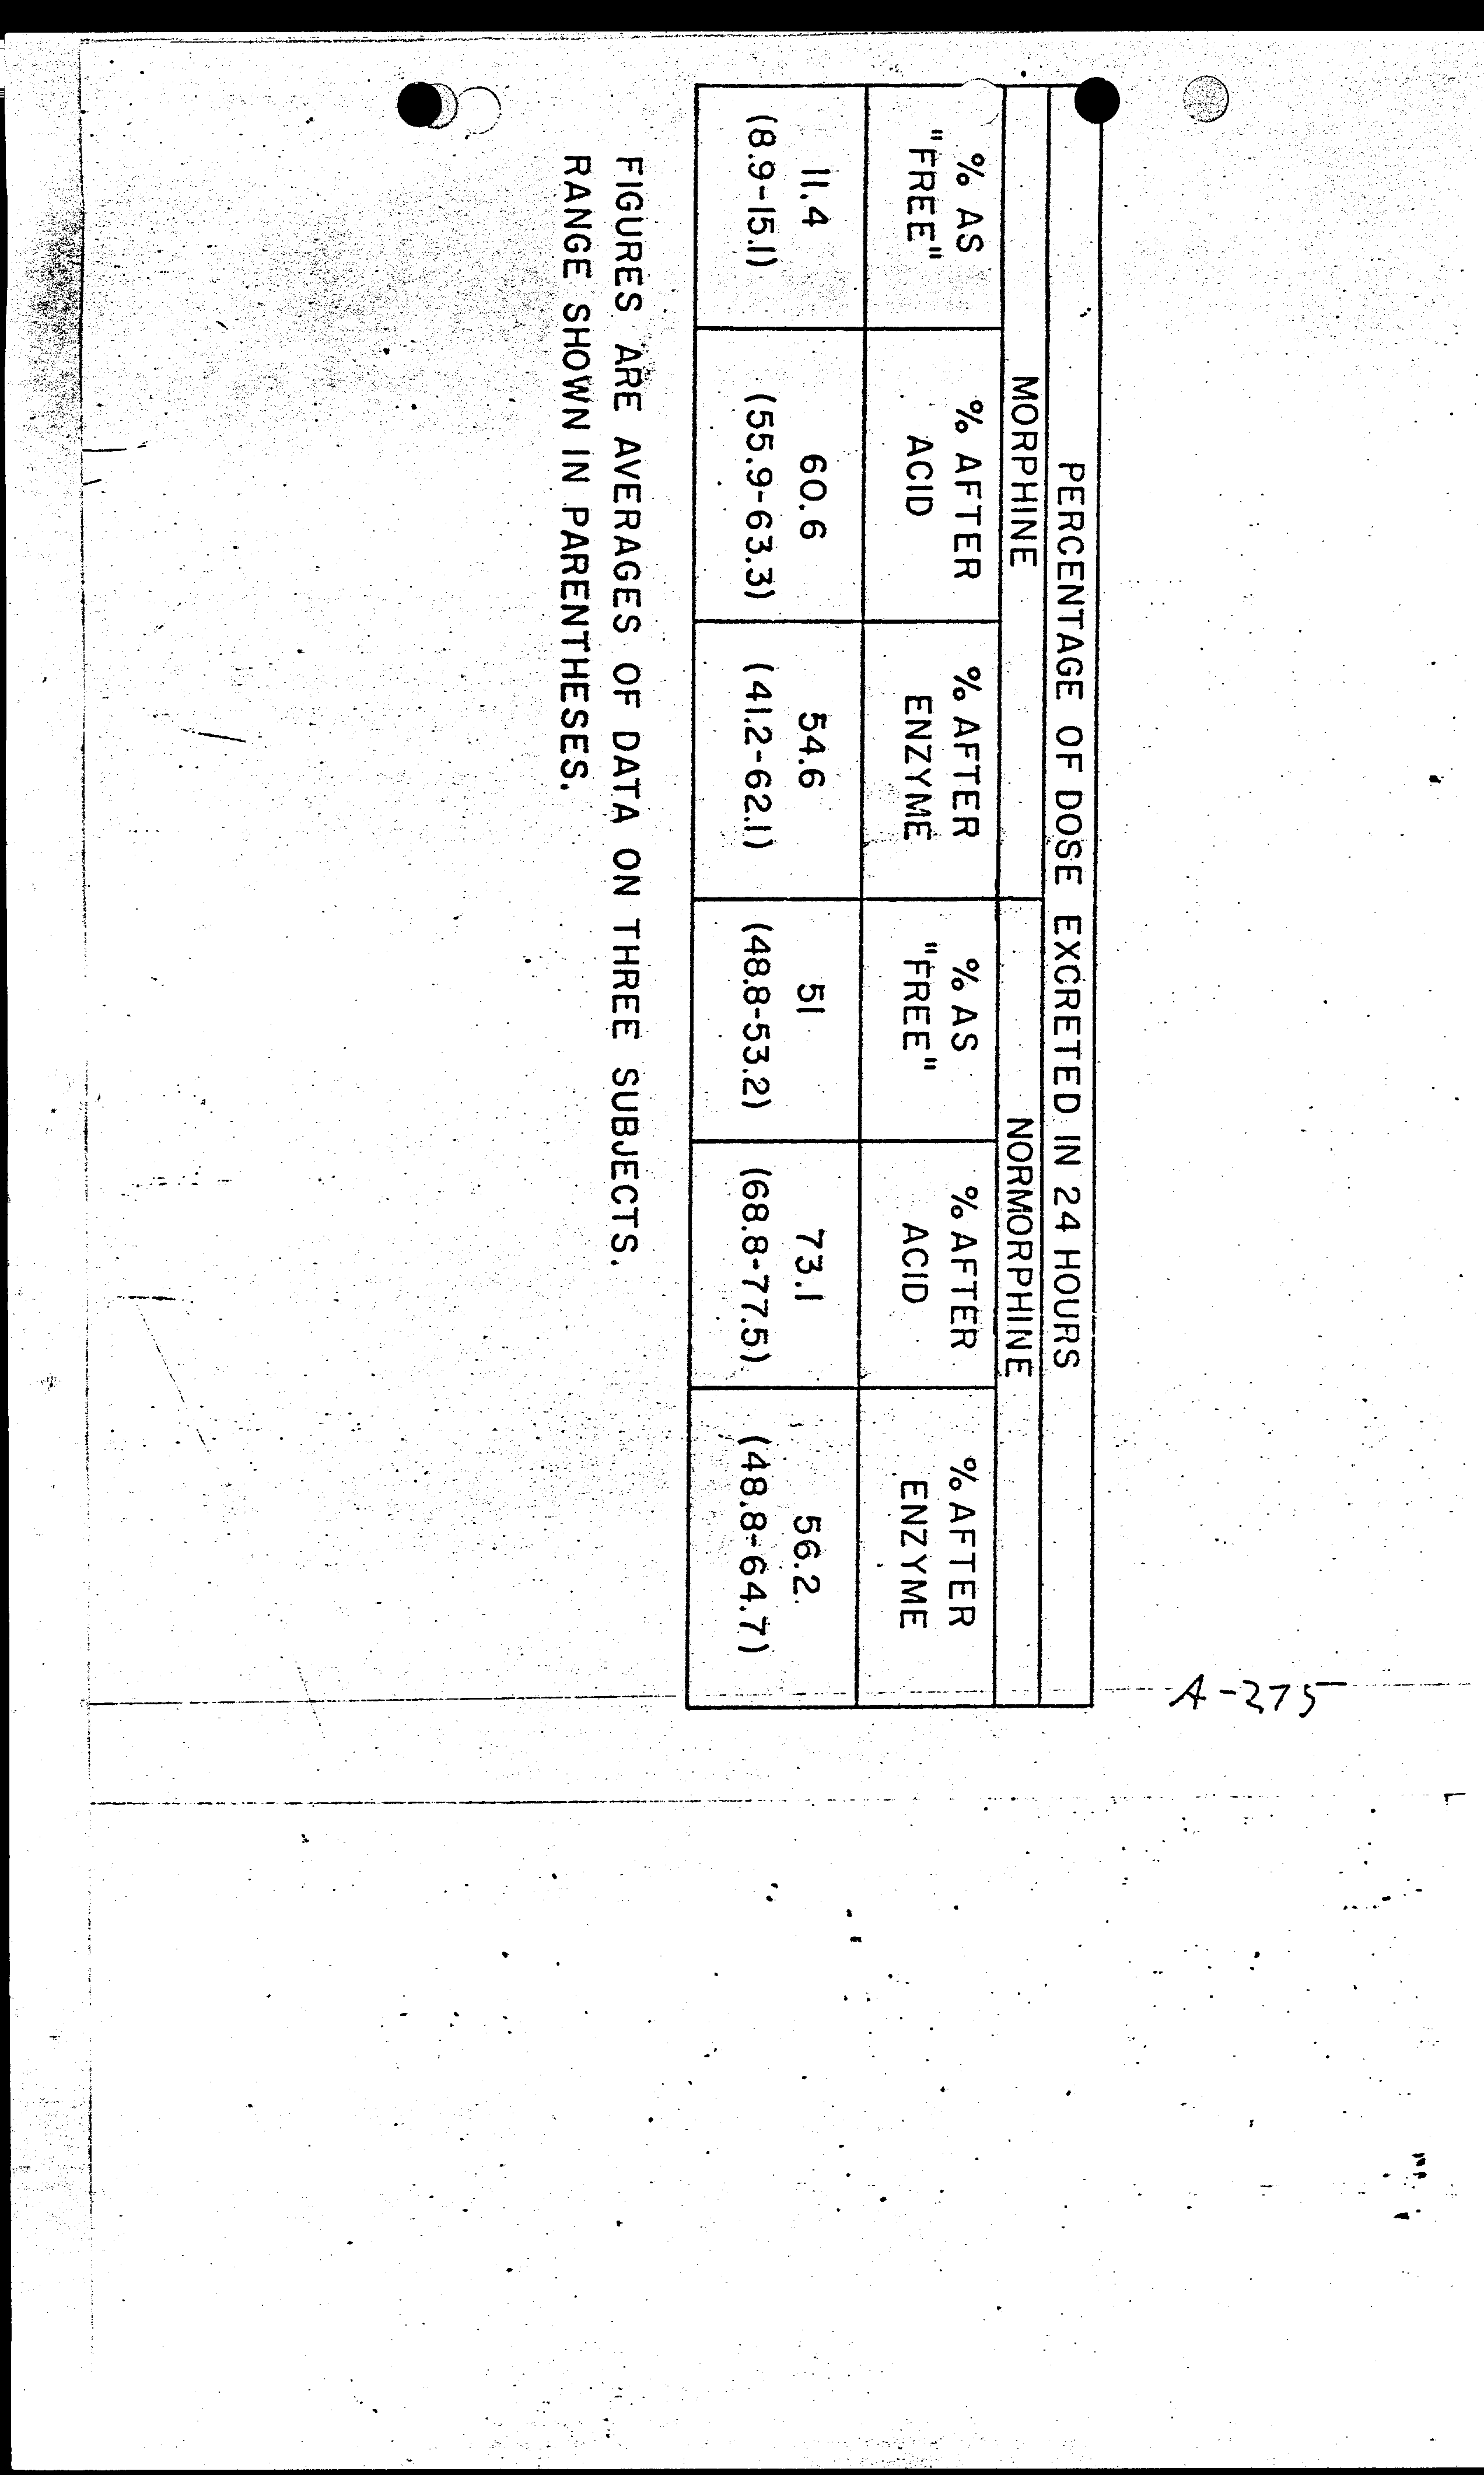 A-275
PERCENTAGE OF DOSE EXCRETED IN 24 HOURS
MORPHINE NORMORPHINE
% AS "FREE" % AFTER ACID % AFTER ENZYME % AS "FREE" % AFTER ACID % AFTER ENZYME
11.4 60.6 54.6 51 73.1 56.2
(8.9-15.1) (55.9-63.3) (41.2-62.1) (48.8-53.2) (68.8-77.5) (48.8-64.7)
FIGURES ARE AVERAGES OF DATA ON THREE SUBJECTS.
RANGE SHOWN IN PARENTHESES.